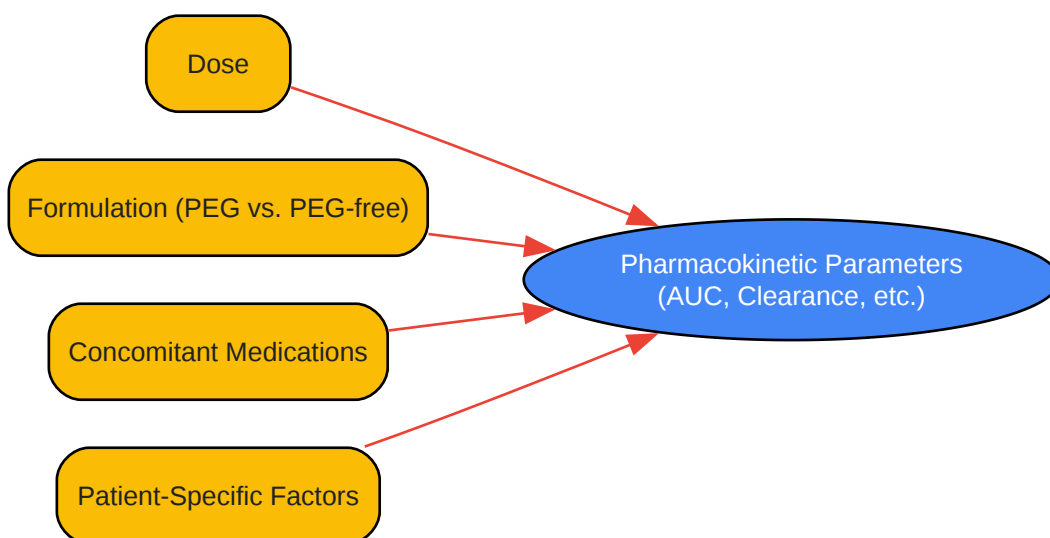 Dose
Formulation (PEG vs. PEG-free)
Pharmacokinetic Parameters
(AUC, Clearance, etc.)
Concomitant Medications
Patient-Specific Factors